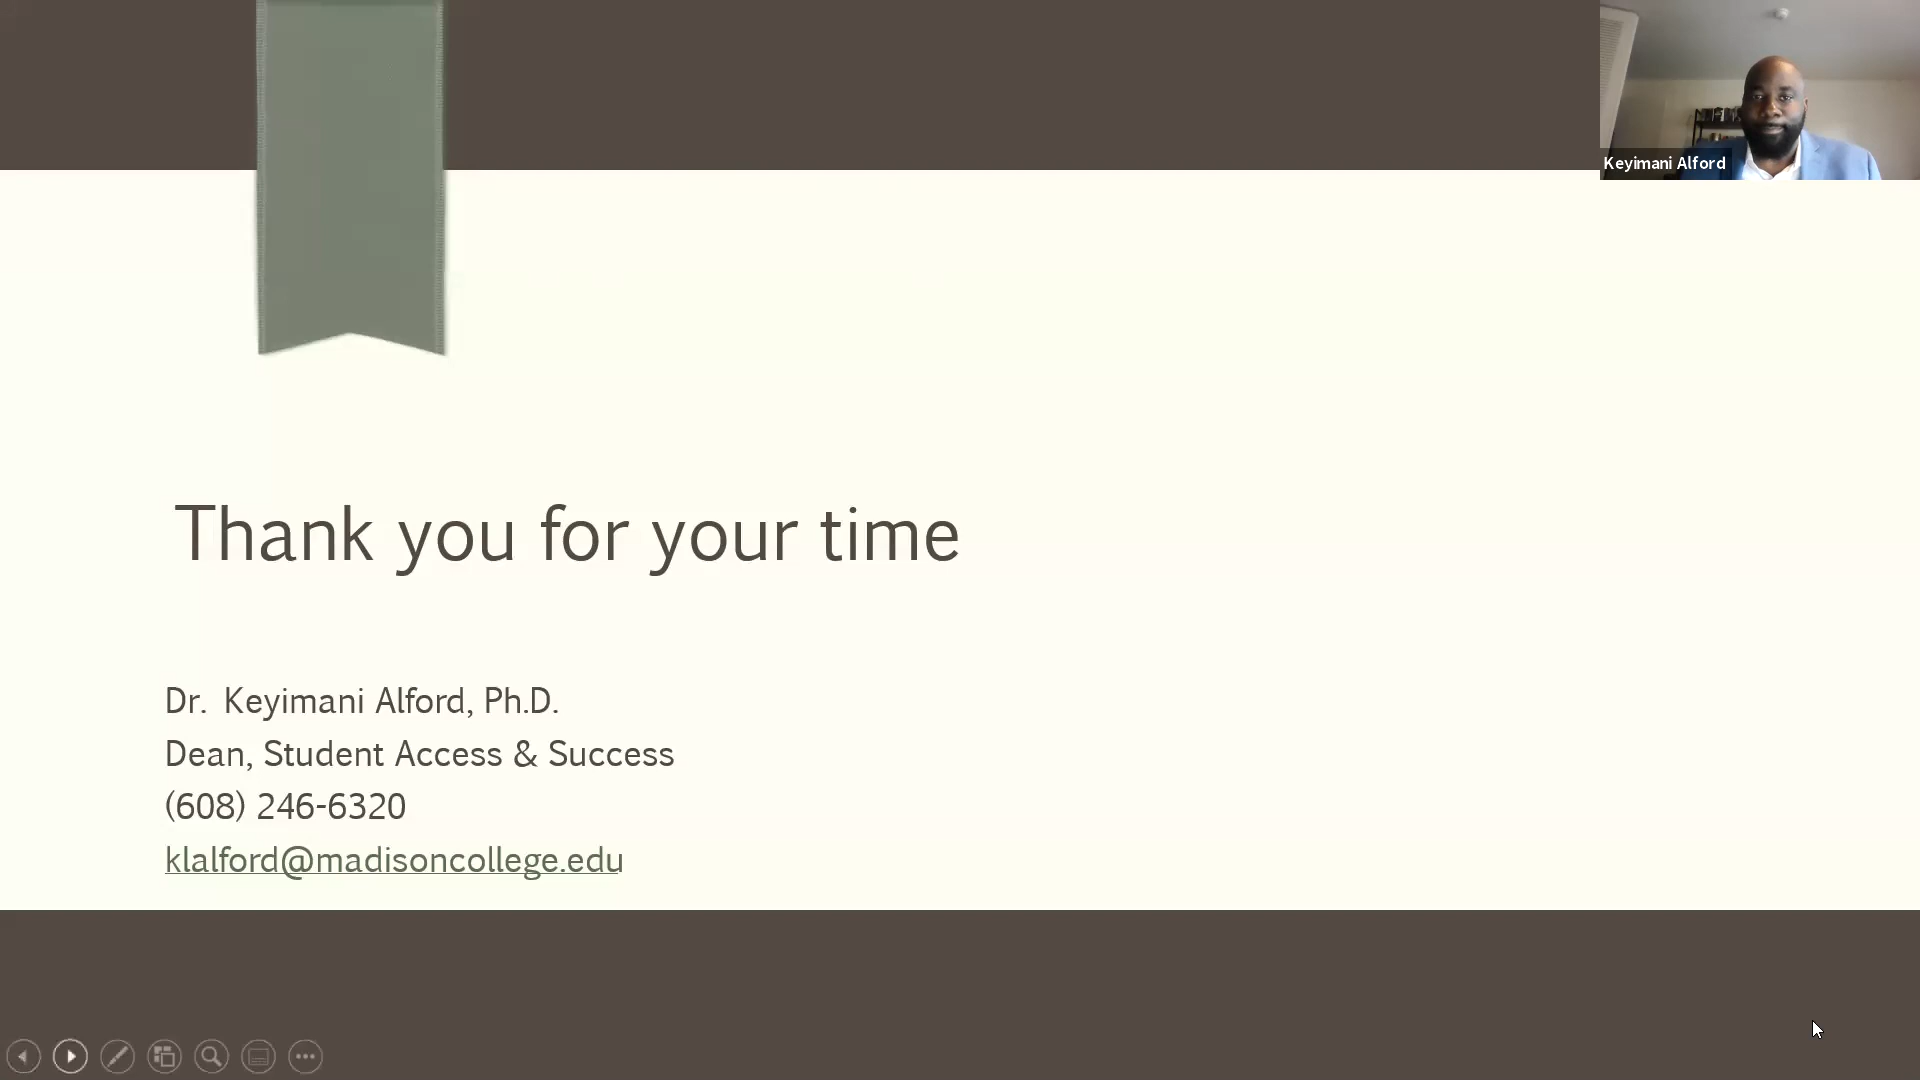 Keyimani Alford
Thank you for your time
Dr. Keyimani Alford, Ph.D.
Dean, Student Access & Success
(608) 246-6320
klalford@madisoncollege.edu